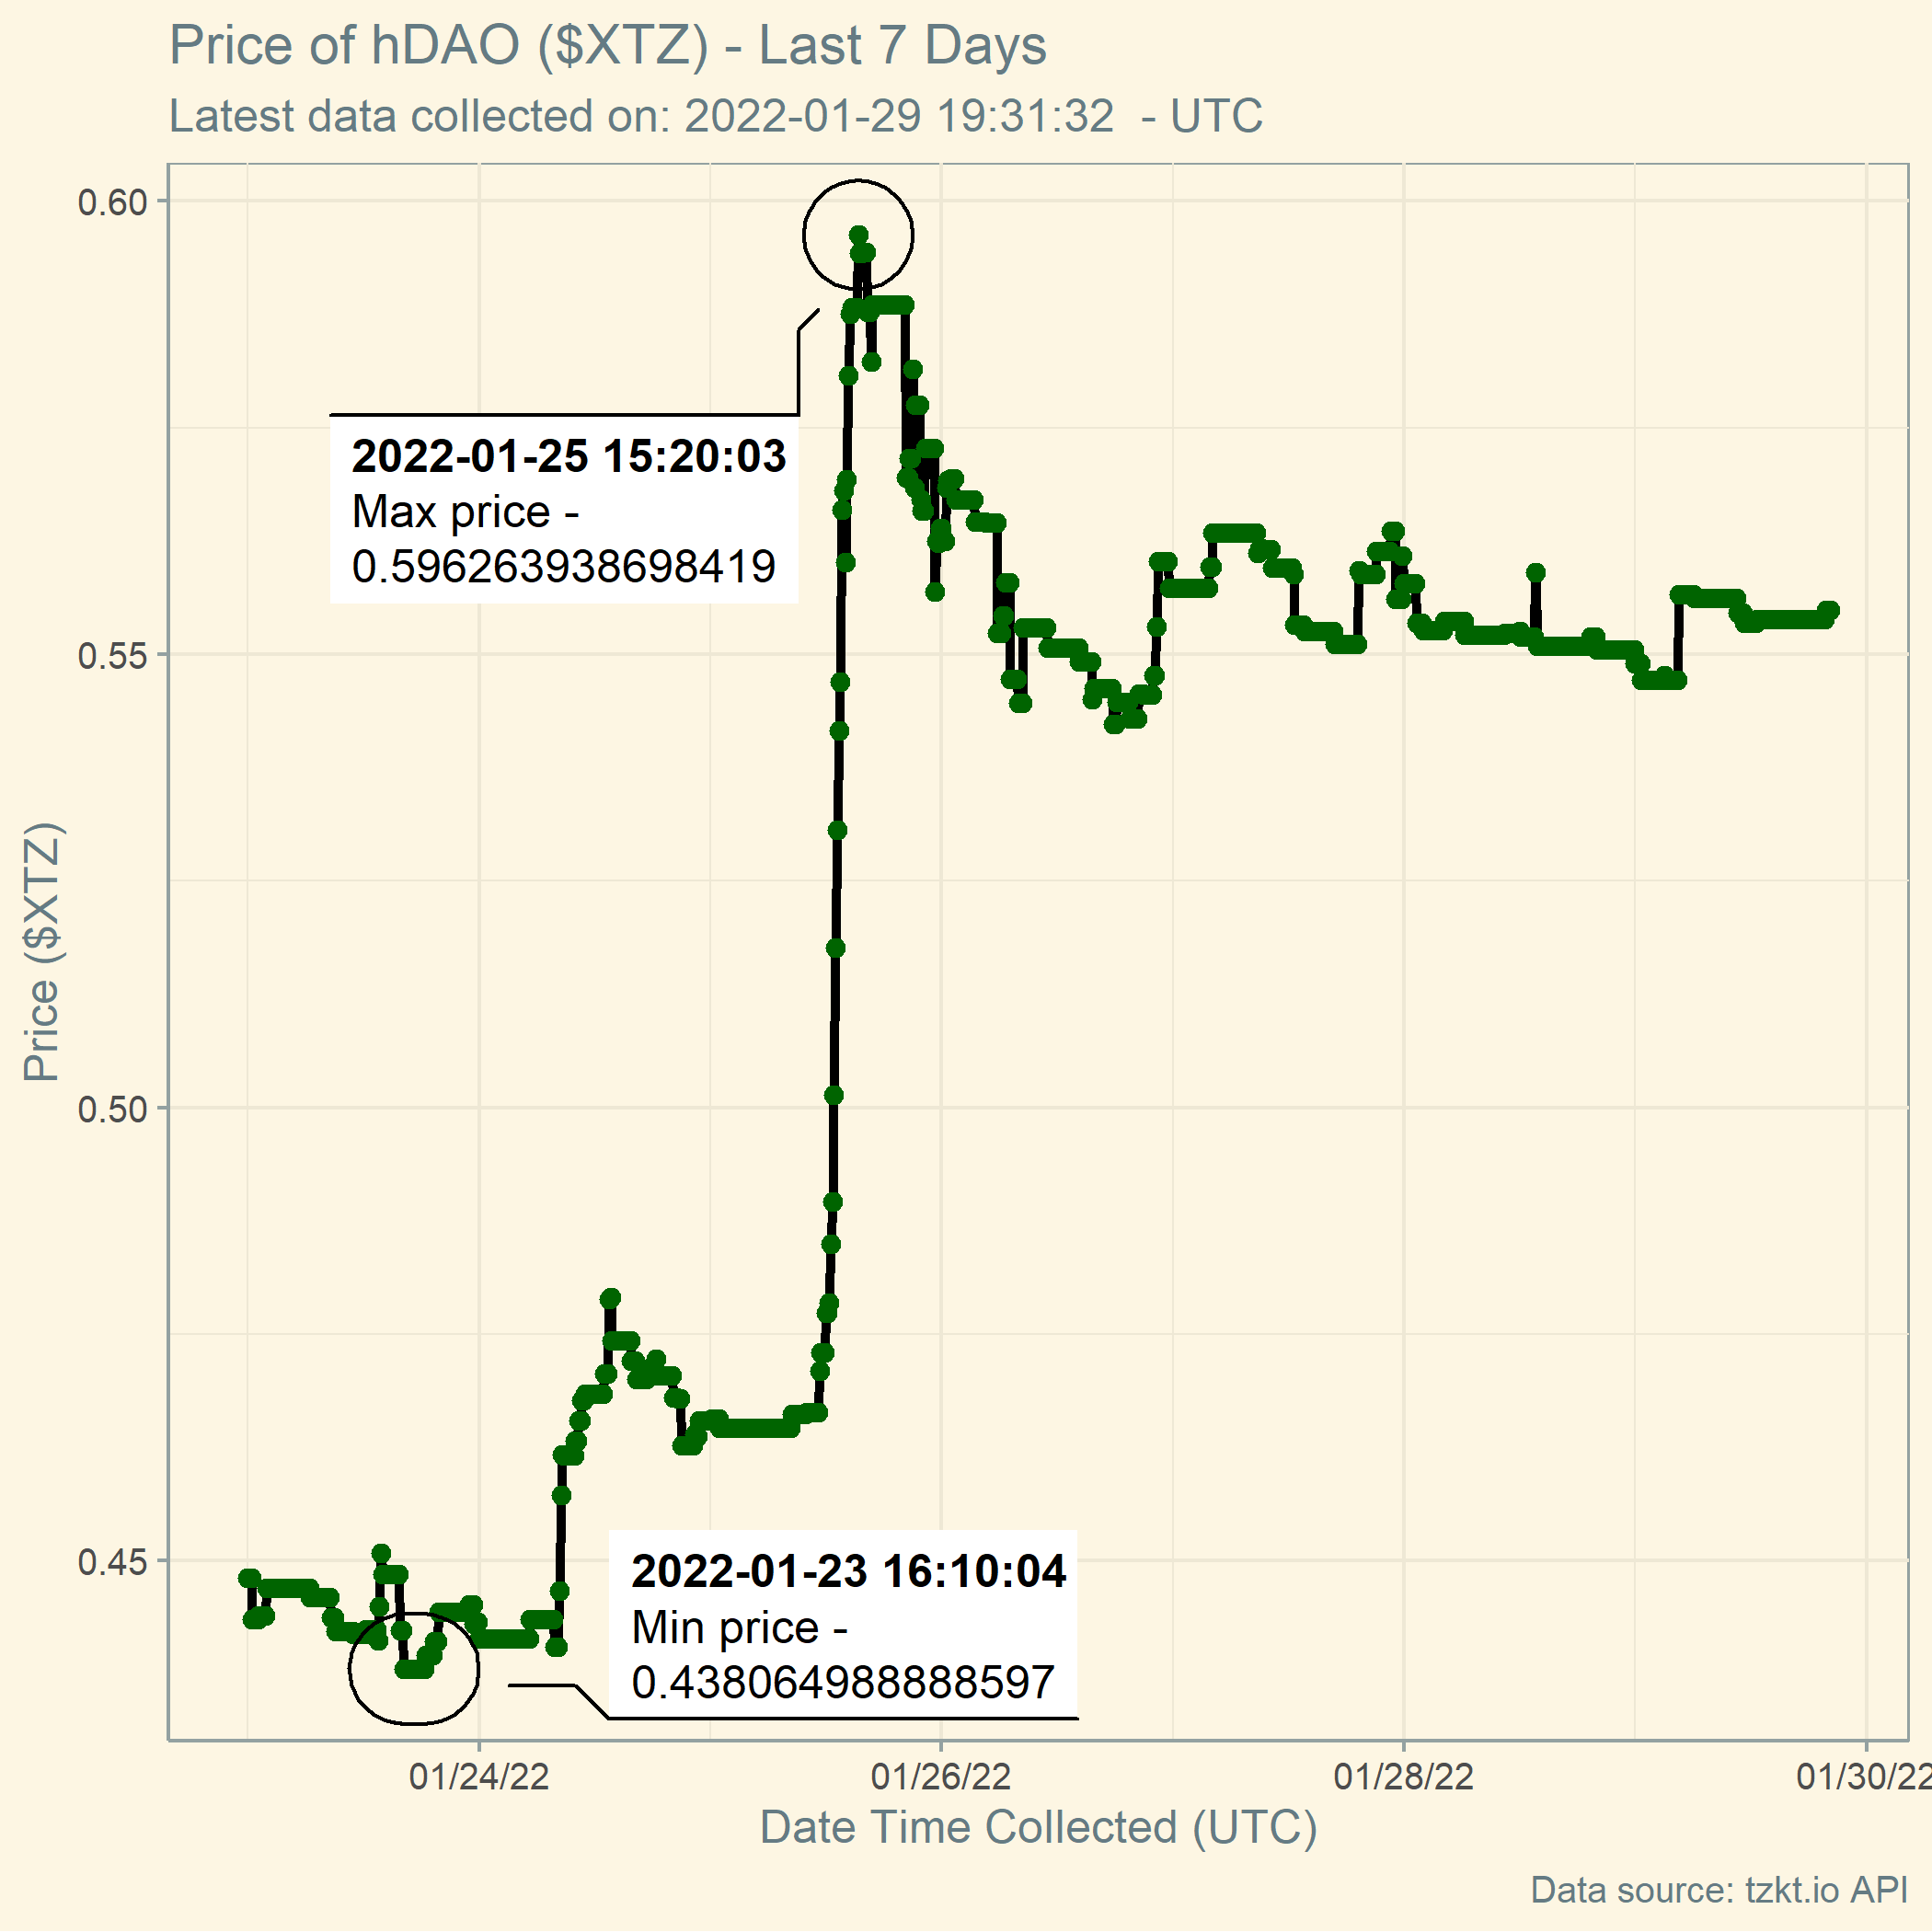 Price of hDAO ($XTZ) - Last 7 Days
Latest data collected on: 2022-01-29 19:31:32  - UTC
0.60
0.55
0.50
0.45
Price ($XTZ)
2022-01-25 15:20:03
Max price -
0.596263938698419
2022-01-23 16:10:04
Min price -
0.438064988888597
01/24/22
01/26/22
01/28/22
01/30/22
Date Time Collected (UTC)
Data source: tzkt.io API